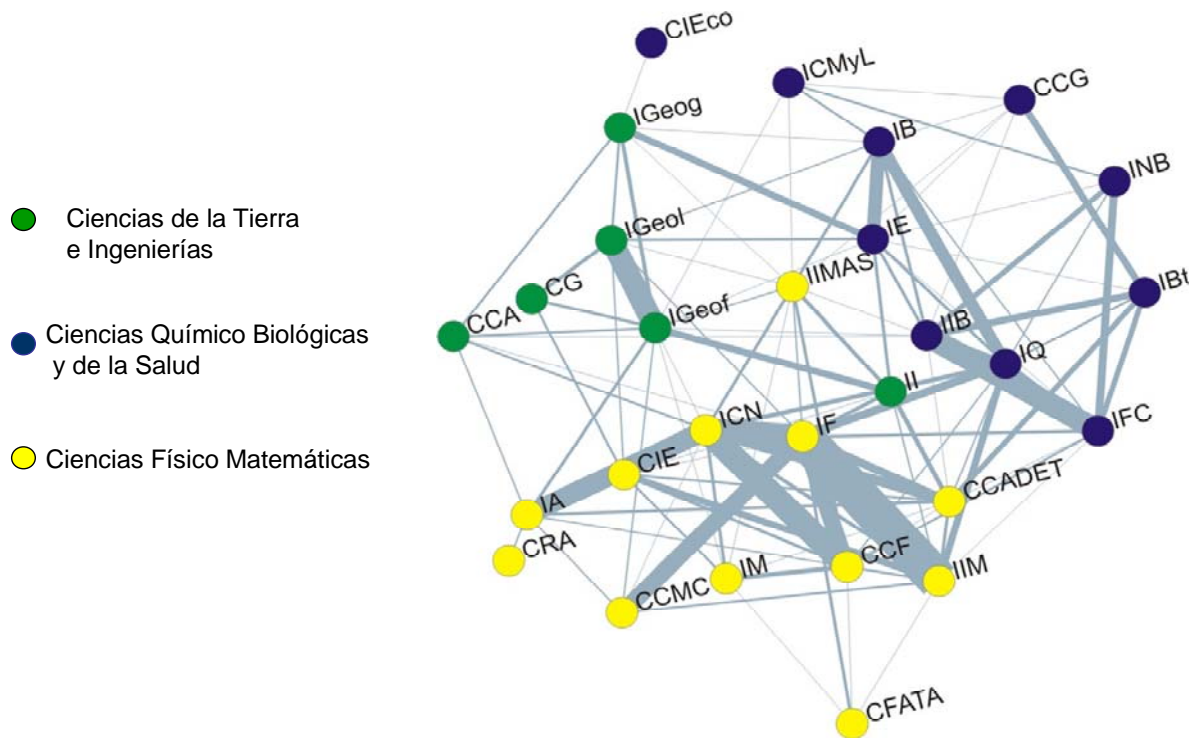 CIEco
ICMyL
CCG
IGeog
IB
INB
Ciencias de la Tierra
e Ingenierías
IGeol
IE
IIMAS
IBt
CG
CCA
IGeof
IIB
IQ
Ciencias Químico Biológicas
y de la Salud
II
ICN
IF
IFC
Ciencias Físico Matemáticas
CIE
CCADET
IA
CRA
IM
CCF
IIM
CCMC
CFATA